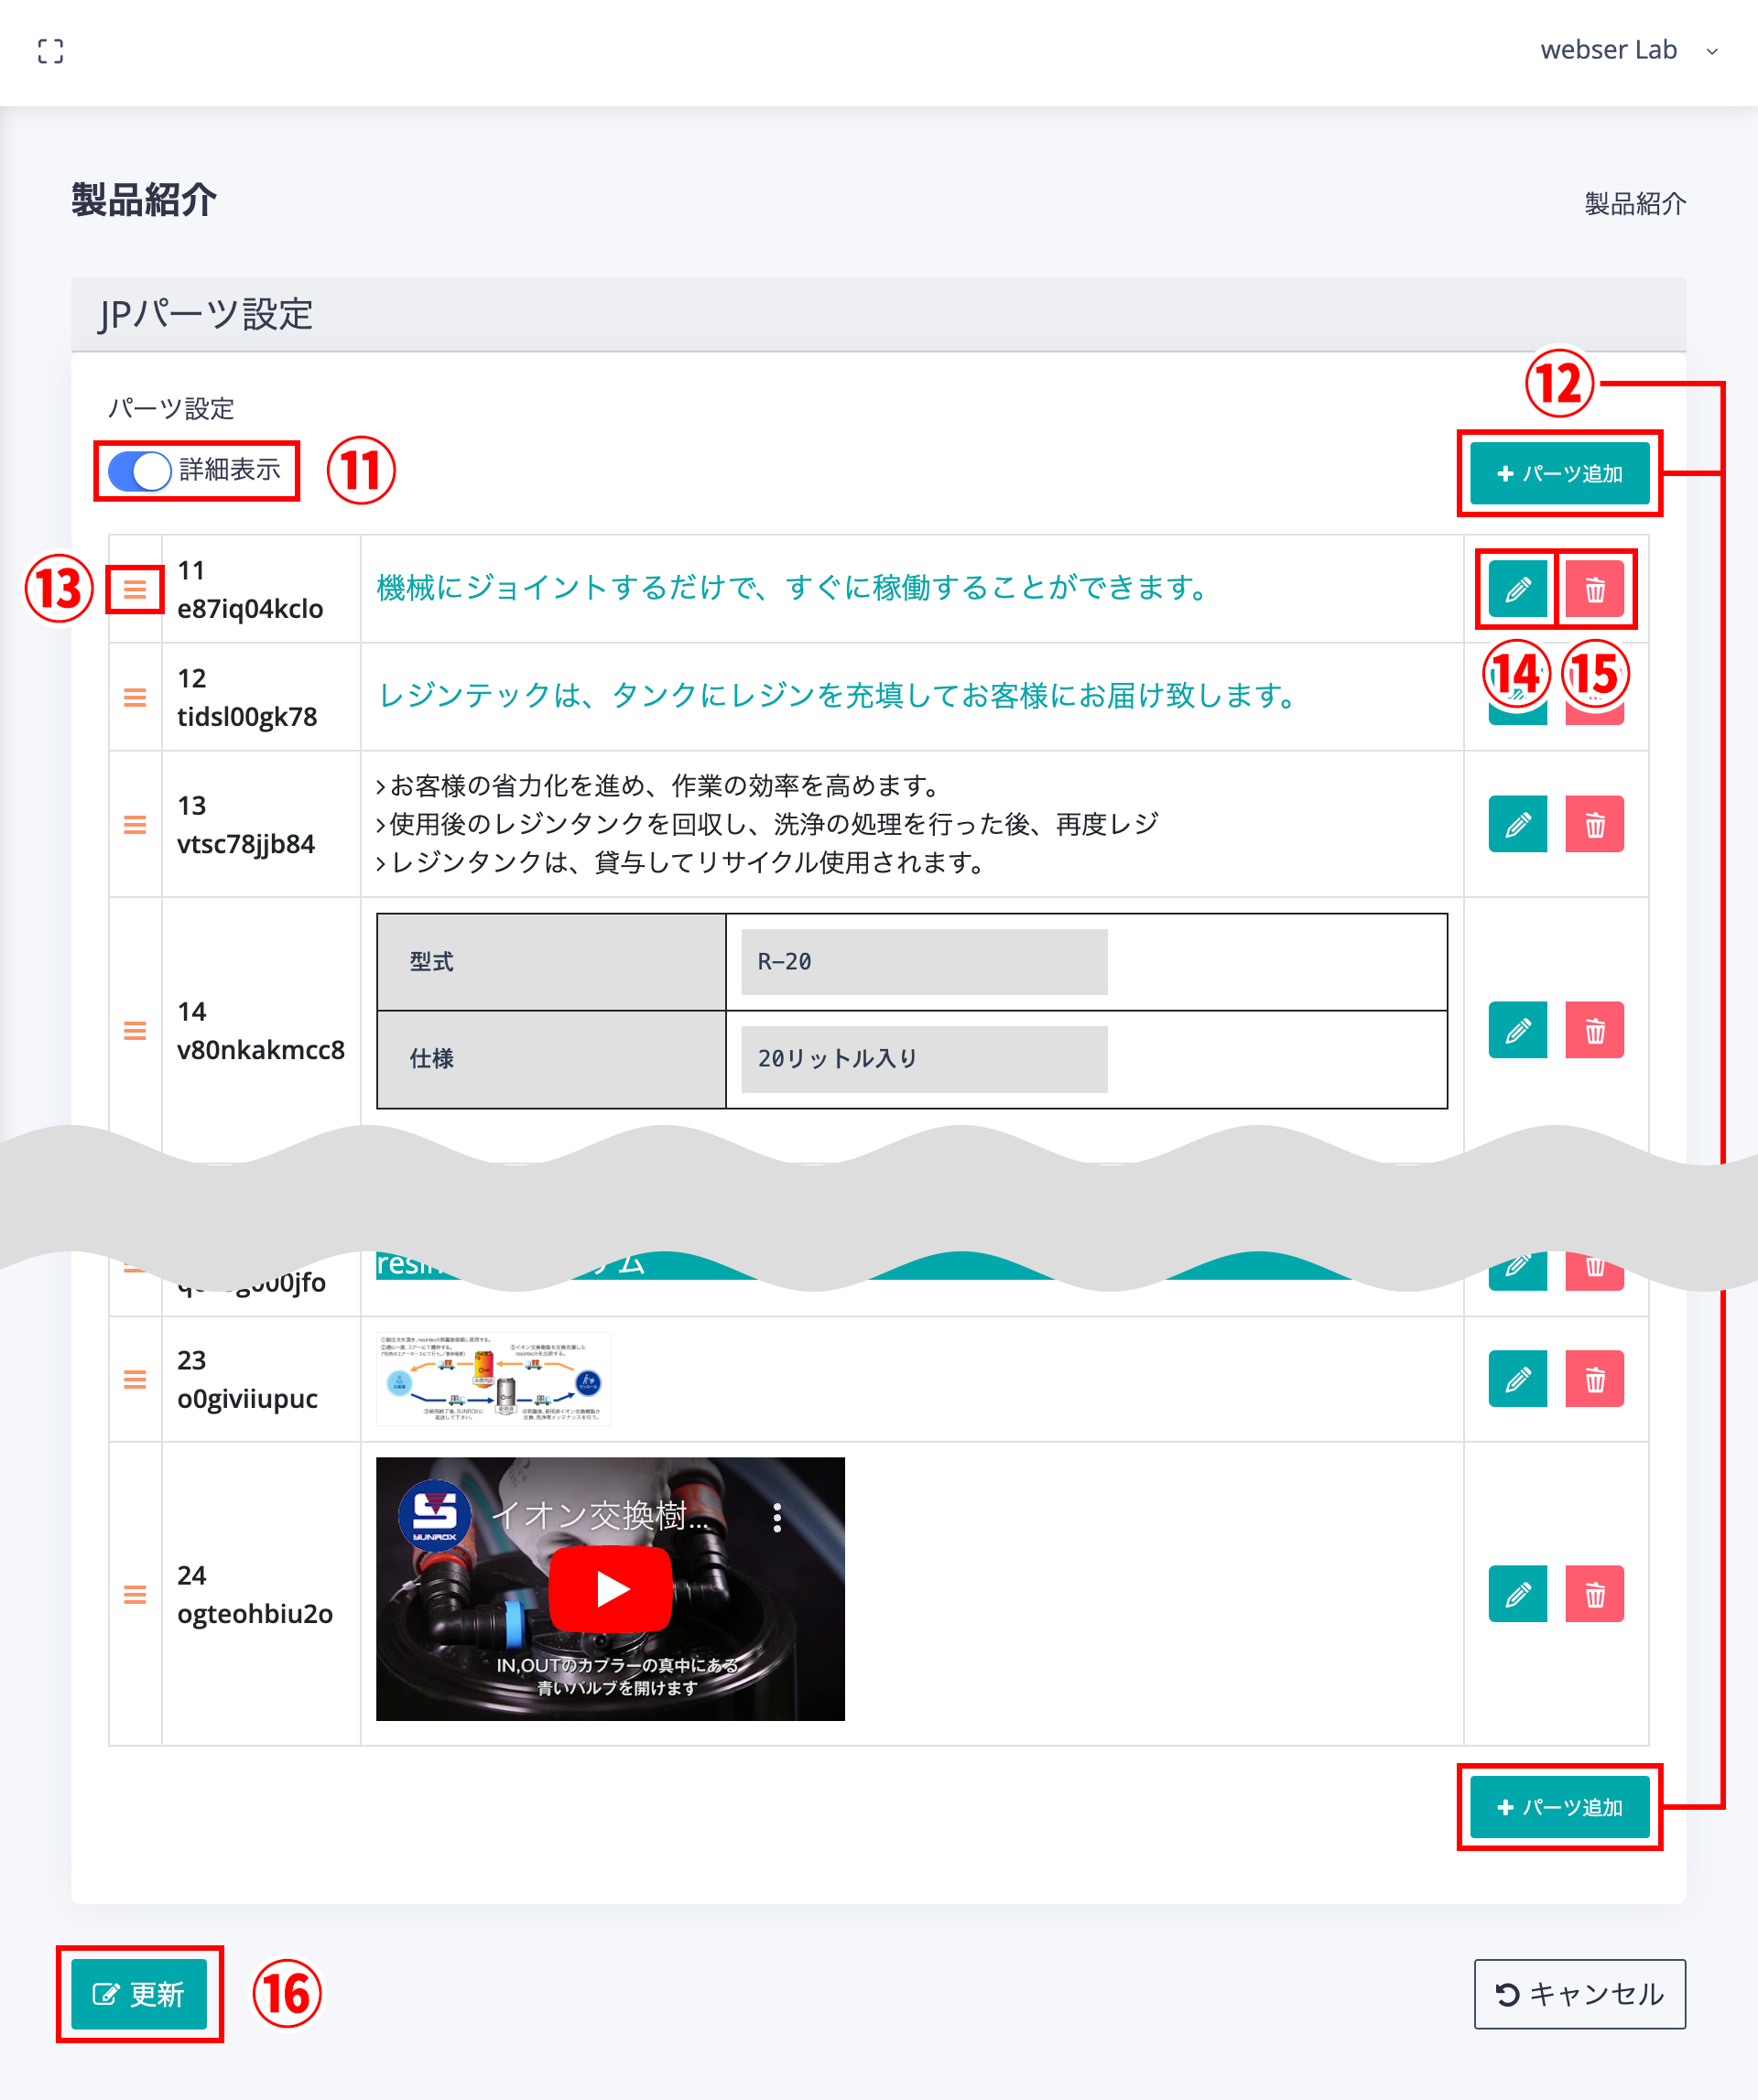 webser Lab
製品紹介
製品紹介
JPパーツ設定
パーツ設定
詳細表示
⑪
⑫
パーツ追加
⑬
11
e87iq04kclo
機械にジョイントするだけで、すぐに稼働することができます。
12
tidsl00gk78
レジンテックは、タンクにレジンを充填してお客様にお届け致します。
⑭ ⑮
13
vtsc78jjb84
お客様の省力化を進め、作業の効率を高めます。
使用後のレジンタンクを回収し、洗浄の処理を行った後、再度レジ
レジンタンクは、貸与してリサイクル使用されます。
14
v80nkakmcc8
型式 R−20
仕様 20リットル入り
23
o0giviiupuc
24
ogteohbiu2o
SUNROX
イオン交換樹...
IN,OUTのカプラーの真中にある
青いバルブを開けます
パーツ追加
更新
⑯
キャンセル